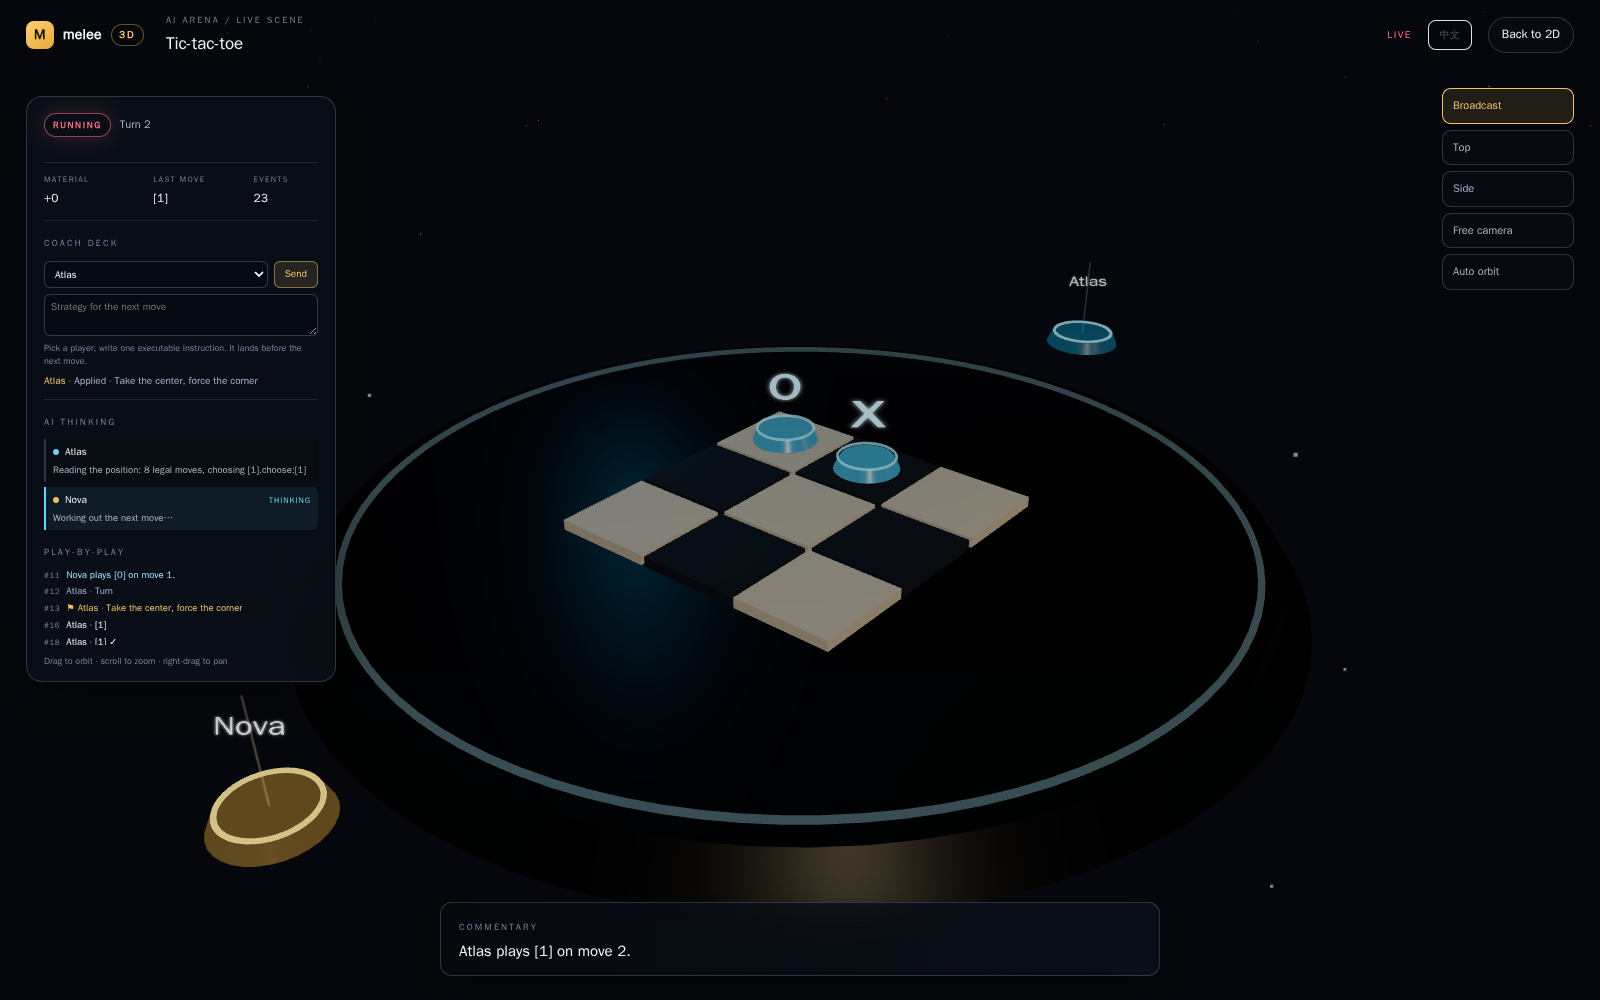 M melee 3D
AI ARENA / LIVE SCENE
Tic-tac-toe
LIVE
中文
Back to 2D
RUNNING Turn 2
MATERIAL LAST MOVE EVENTS
+0 [1] 23
COACH DECK
Atlas
Send
Strategy for the next move
Pick a player, write one executable instruction. It lands before the
next move.
Atlas · Applied · Take the center, force the corner
AI THINKING
Atlas
Reading the position: 8 legal moves, choosing [1].choose:[1]
Nova THINKING
Working out the next move···
PLAY-BY-PLAY
#11 Nova plays [0] on move 1.
#12 Atlas · Turn
#13 ⚑ Atlas · Take the center, force the corner
#16 Atlas · [1]
#18 Atlas · [1] ✓
Drag to orbit · scroll to zoom · right-drag to pan
Broadcast
Top
Side
Free camera
Auto orbit
Atlas
O
X
Nova
COMMENTARY
Atlas plays [1] on move 2.